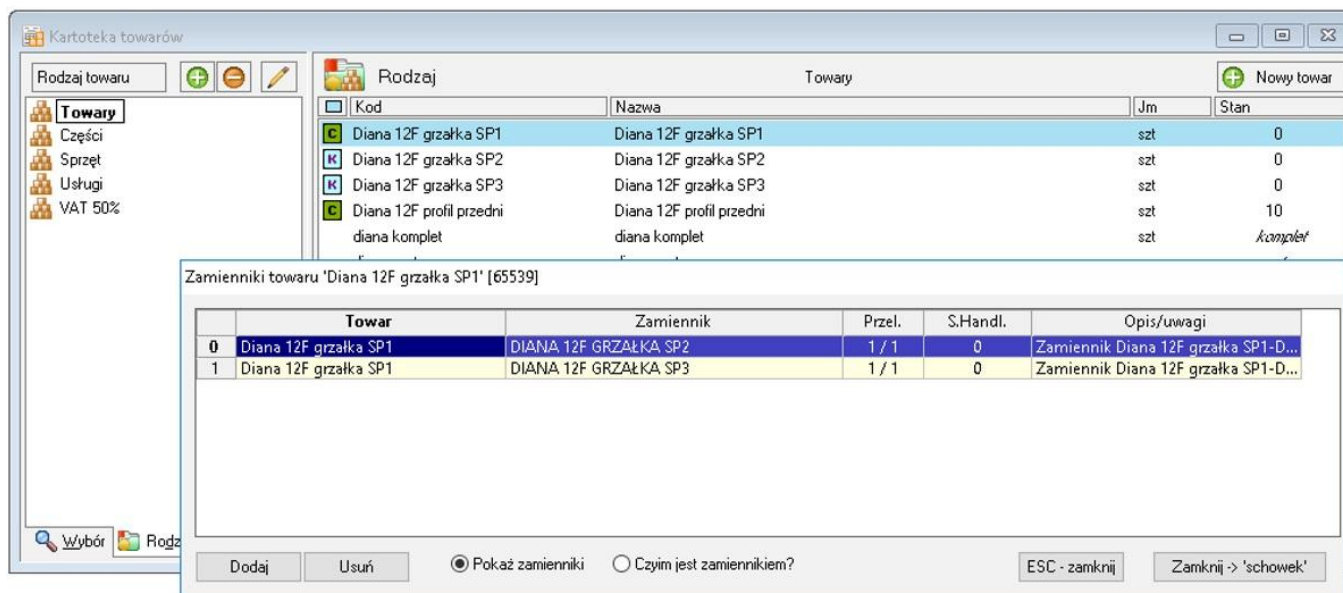 Kartoteka towarów
Rodzaj towaru
Rodzaj Towary Nowy towar
Towary
Części
Sprzęt
Usługi
VAT 50%
Kod Nazwa Jm Stan
C Diana 12F grzałka SP1 Diana 12F grzałka SP1 szt 0
K Diana 12F grzałka SP2 Diana 12F grzałka SP2 szt 0
K Diana 12F grzałka SP3 Diana 12F grzałka SP3 szt 0
C Diana 12F profil przedni Diana 12F profil przedni szt 10
diana komplet diana komplet szt komplet
Zamienniki towaru 'Diana 12F grzałka SP1' [65539]
Towar Zamiennik Przel. S.Handl. Opis/uwagi
0 Diana 12F grzałka SP1 DIANA 12F GRZAŁKA SP2 1 / 1 0 Zamiennik Diana 12F grzałka SP1-D...
1 Diana 12F grzałka SP1 DIANA 12F GRZAŁKA SP3 1 / 1 0 Zamiennik Diana 12F grzałka SP1-D...
Wybór Rodz
Dodaj Usuń Pokaż zamienniki Czyim jest zamiennikiem? ESC - zamknij Zamknij -> 'schowek'